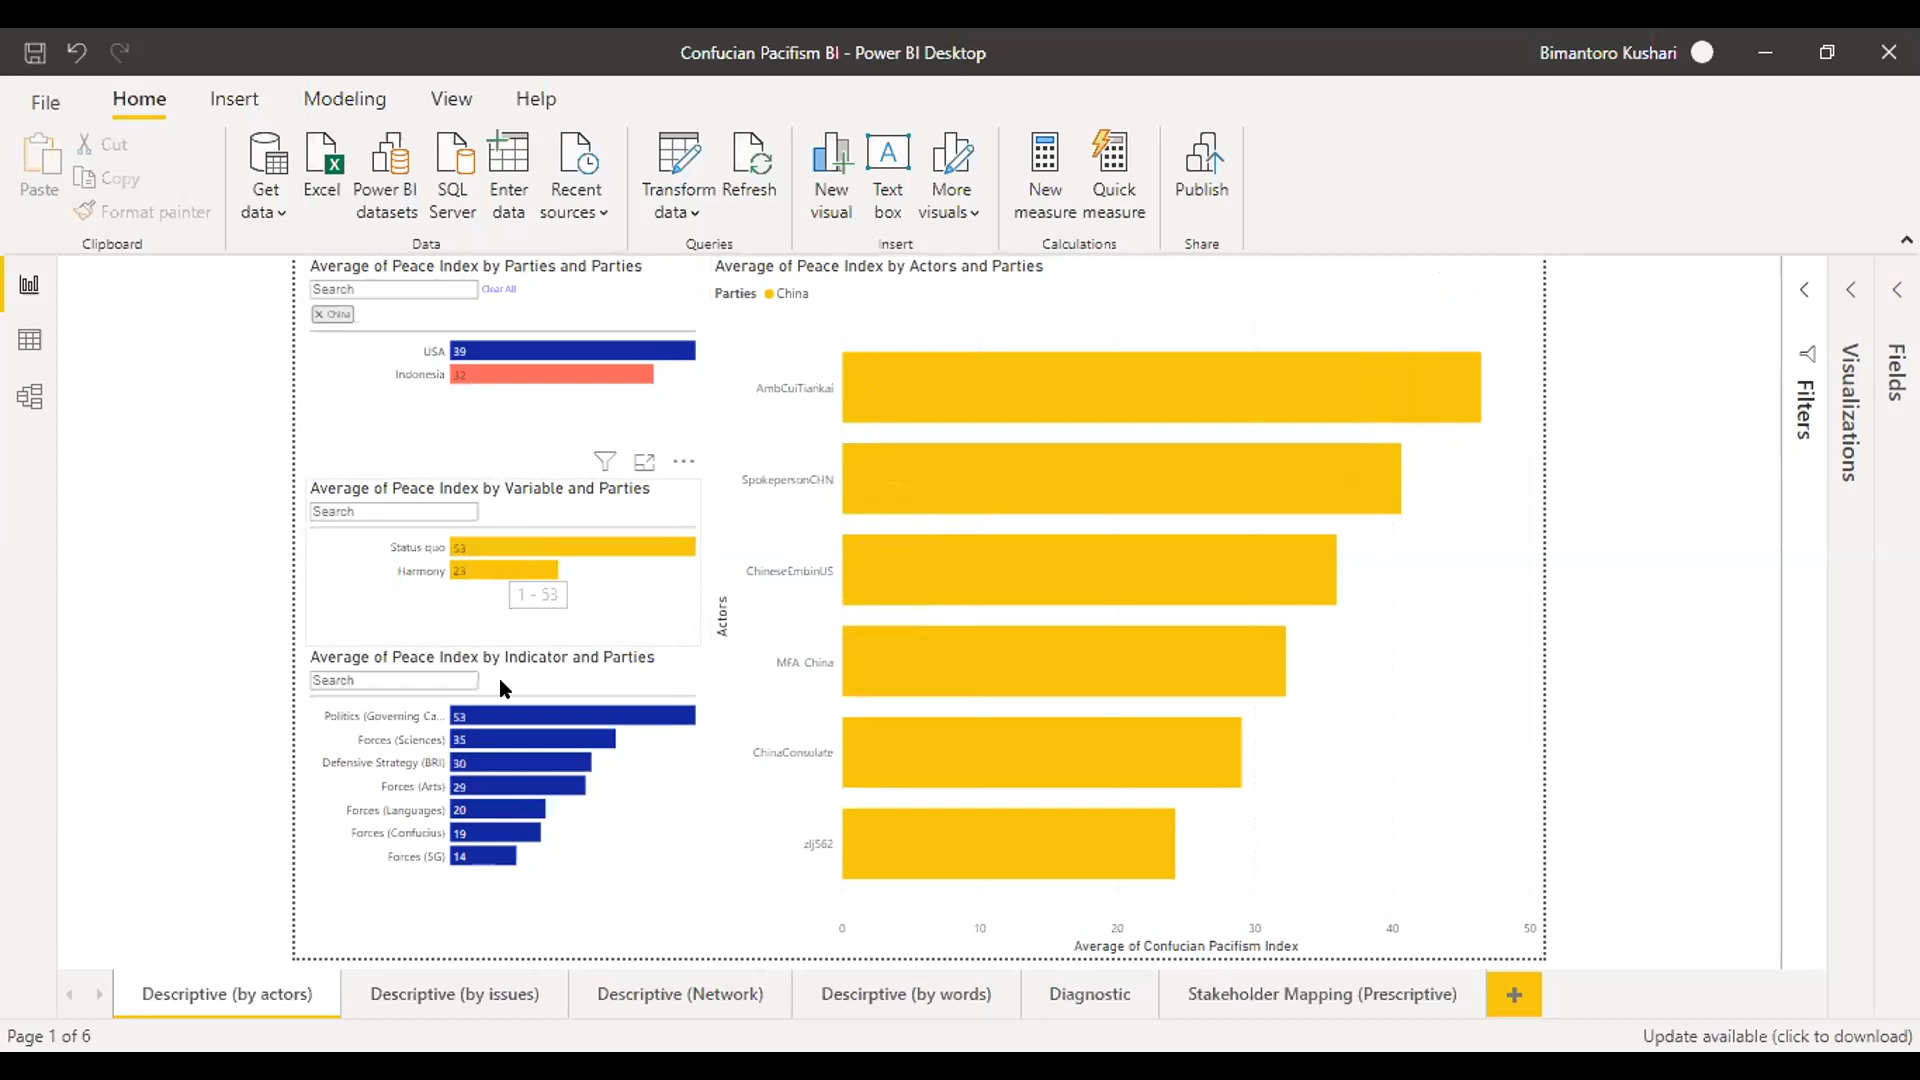 Confucian Pacifism BI - Power BI Desktop
Bimantoro Kushari
File
Home
Insert
Modeling
View
Help
Paste
Cut
Copy
Format painter
Clipboard
Get data
Excel
Power BI datasets
SQL Server
Enter data
Recent sources
Data
Transform data
Refresh
Queries
New visual
Text box
More visuals
Insert
New measure
Quick measure
Calculations
Publish
Share
Average of Peace Index by Parties and Parties
Search
Clear All
× China
USA 39
Indonesia 32
Average of Peace Index by Variable and Parties
Search
Status quo 53
Harmony 23
1 - 53
Average of Peace Index by Indicator and Parties
Search
Politics (Governing Ca... 53
Forces (Sciences) 35
Defensive Strategy (BRI) 30
Forces (Arts) 29
Forces (Languages) 20
Forces (Confucius) 19
Forces (5G) 14
Average of Peace Index by Actors and Parties
Parties China
Actors
AmbCuiTiankai
SpokepersonCHN
ChineseEmbinUS
MFA China
ChinaConsulate
zlj562
0 10 20 30 40 50
Average of Confucian Pacifism Index
Filters
Visualizations
Fields
Descriptive (by actors)
Descriptive (by issues)
Descriptive (Network)
Descirptive (by words)
Diagnostic
Stakeholder Mapping (Prescriptive)
+
Page 1 of 6
Update available (click to download)